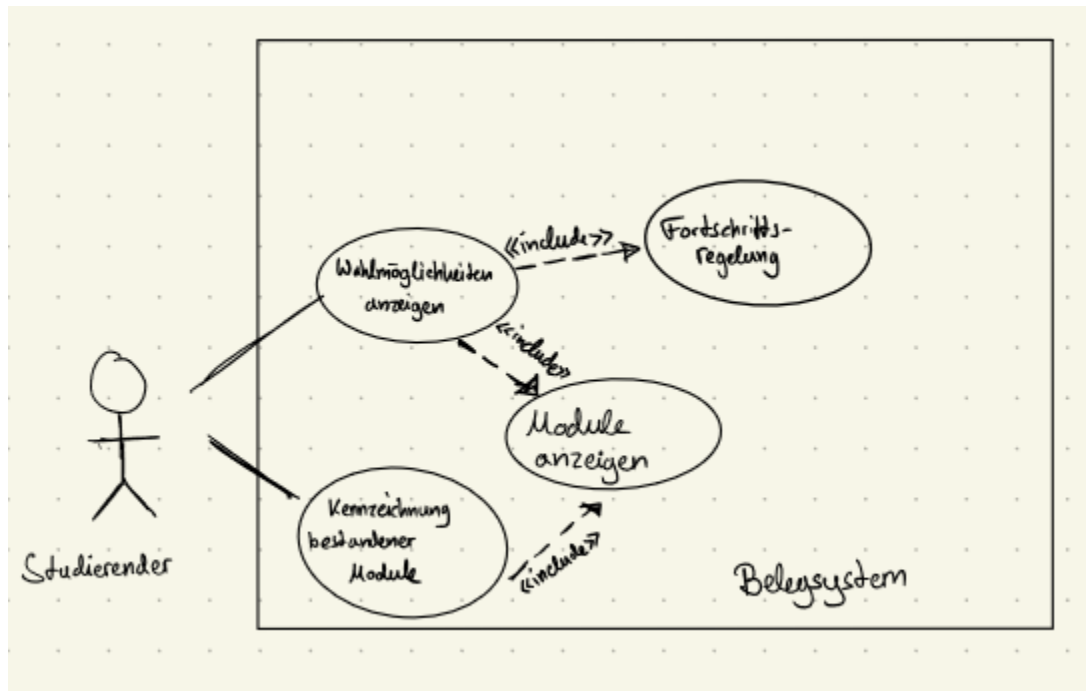 «include»
Fortschritts-
regelung
Wahlmöglichkeiten
anzeigen
«include»
Module
anzeigen
Kennzeichnung
bestandener
Module
«include»
Studierender
Belegsystem